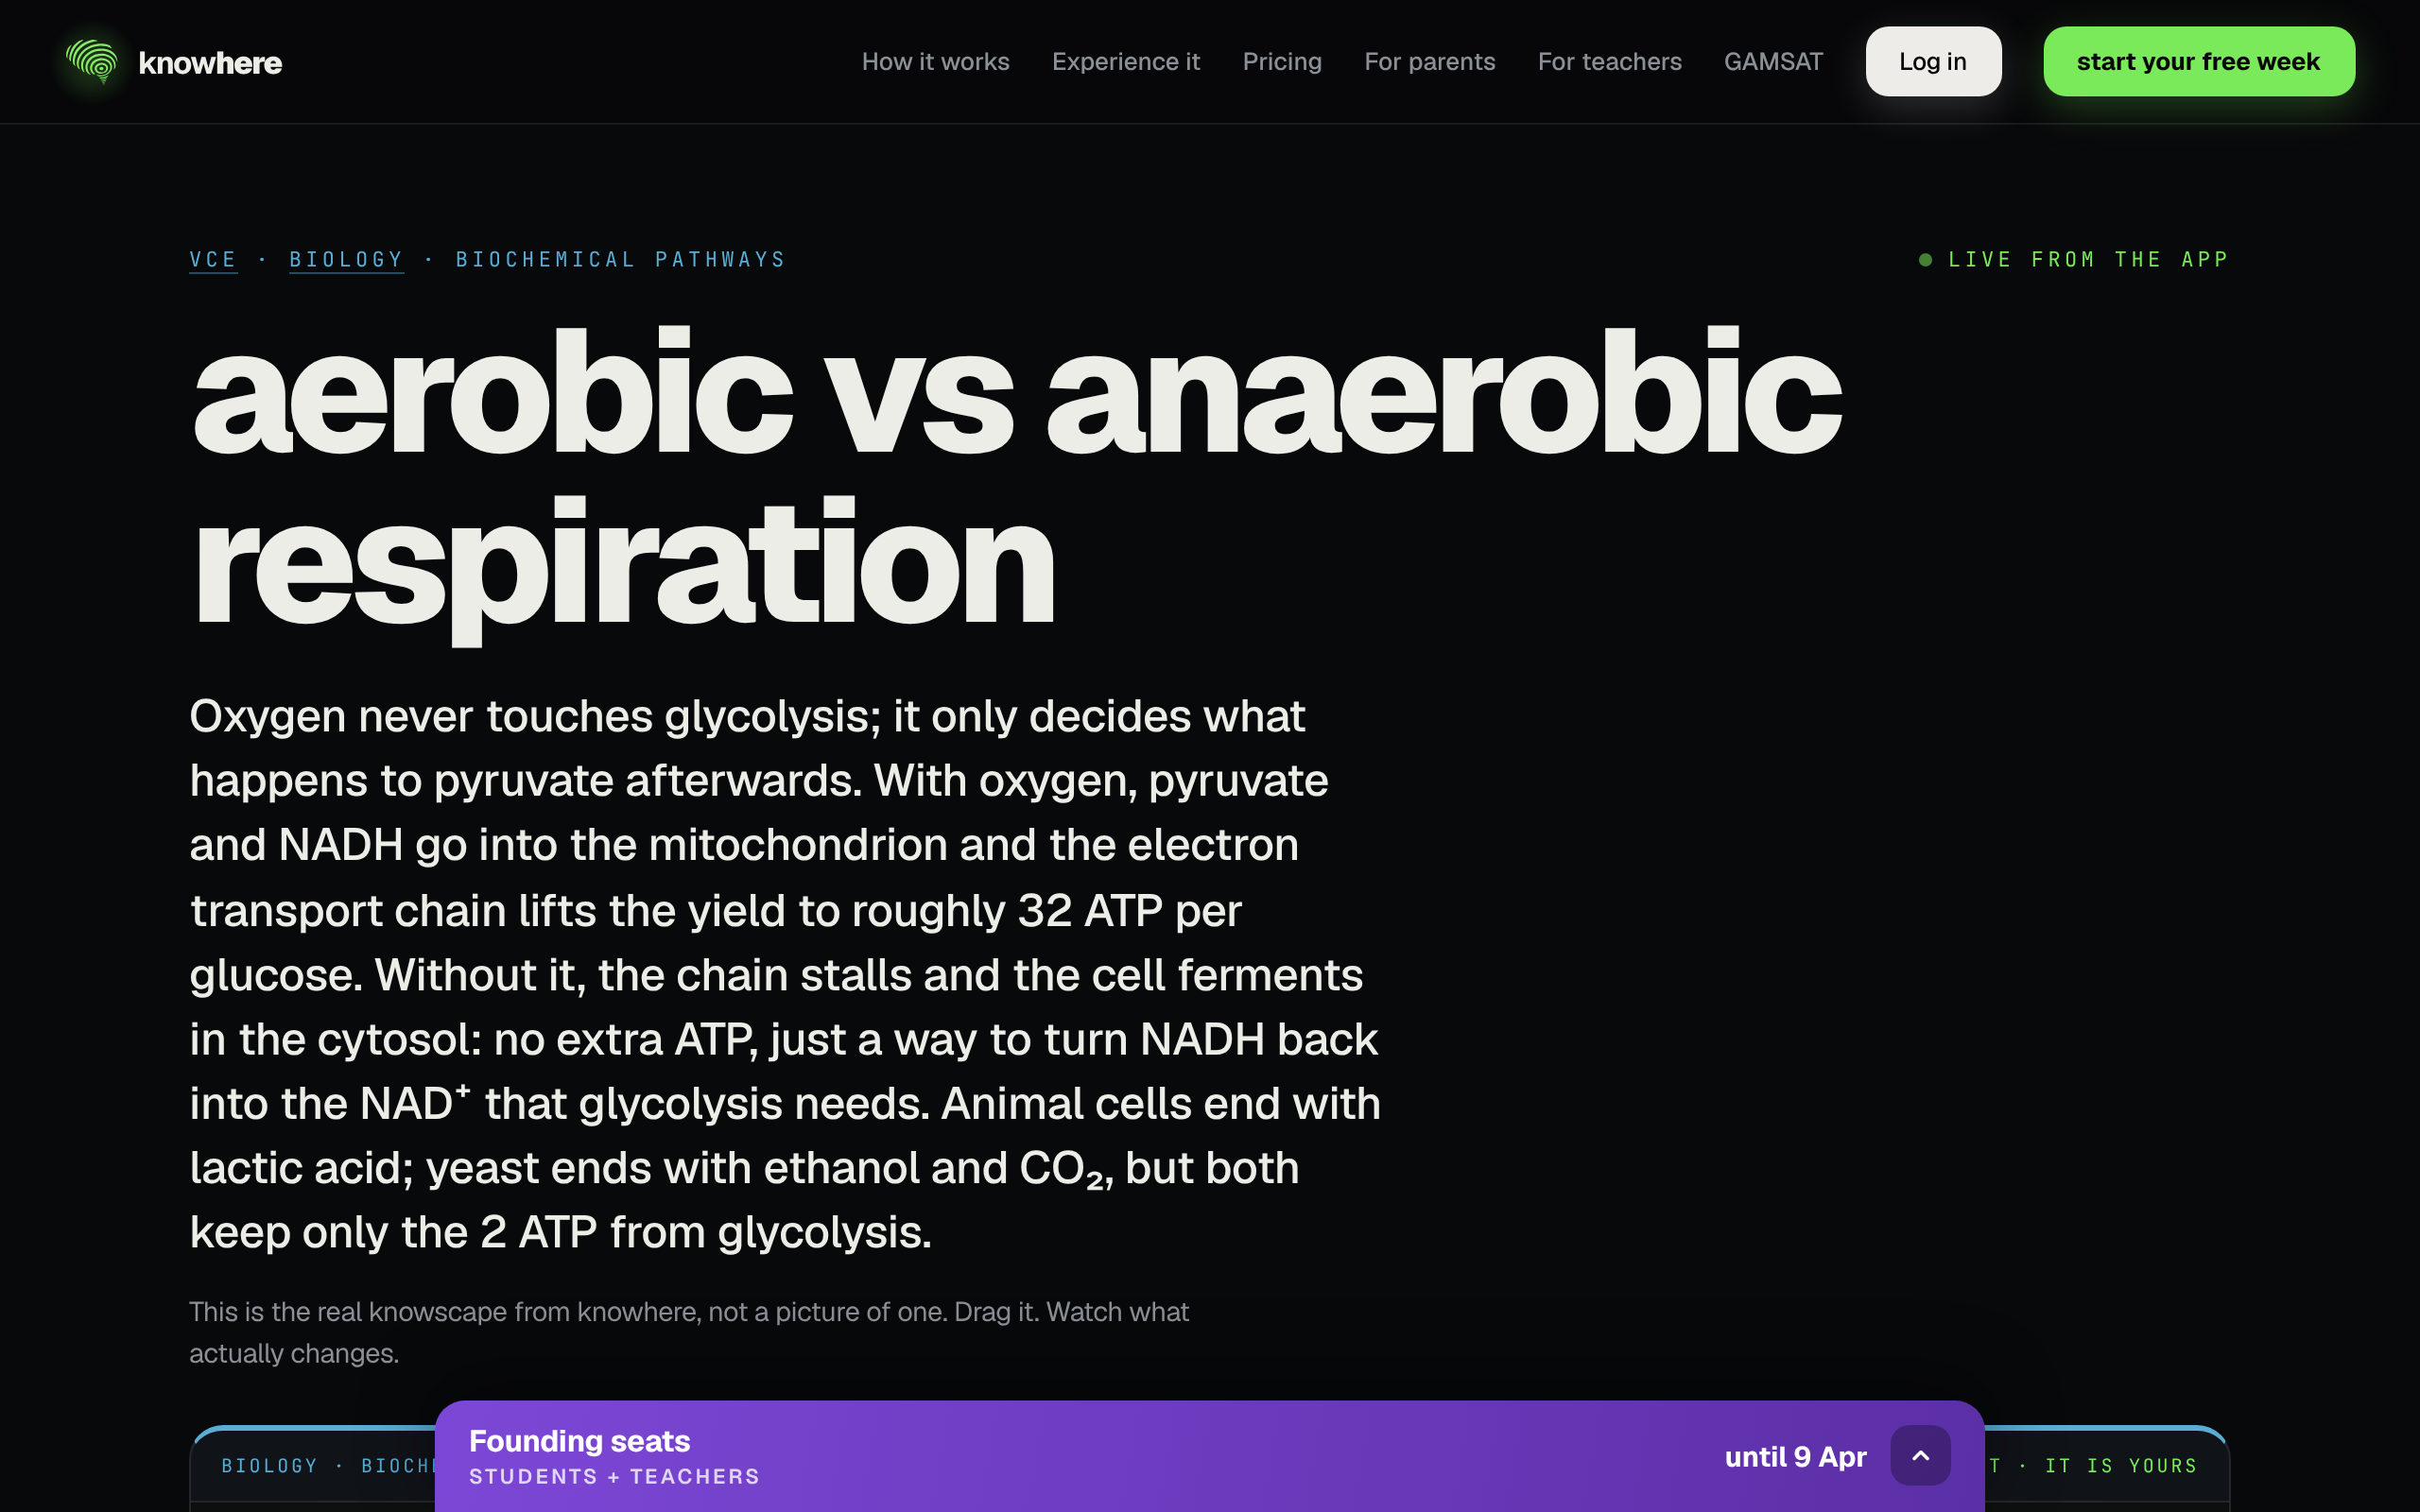 knowhere
How it works
Experience it
Pricing
For parents
For teachers
GAMSAT
Log in
start your free week
VCE · BIOLOGY · BIOCHEMICAL PATHWAYS
LIVE FROM THE APP
aerobic vs anaerobic
respiration
Oxygen never touches glycolysis; it only decides what
happens to pyruvate afterwards. With oxygen, pyruvate
and NADH go into the mitochondrion and the electron
transport chain lifts the yield to roughly 32 ATP per
glucose. Without it, the chain stalls and the cell ferments
in the cytosol: no extra ATP, just a way to turn NADH back
into the NAD⁺ that glycolysis needs. Animal cells end with
lactic acid; yeast ends with ethanol and CO₂, but both
keep only the 2 ATP from glycolysis.
This is the real knowscape from knowhere, not a picture of one. Drag it. Watch what
actually changes.
BIOLOGY ·
Founding seats
STUDENTS + TEACHERS
until 9 Apr
· IT IS YOURS